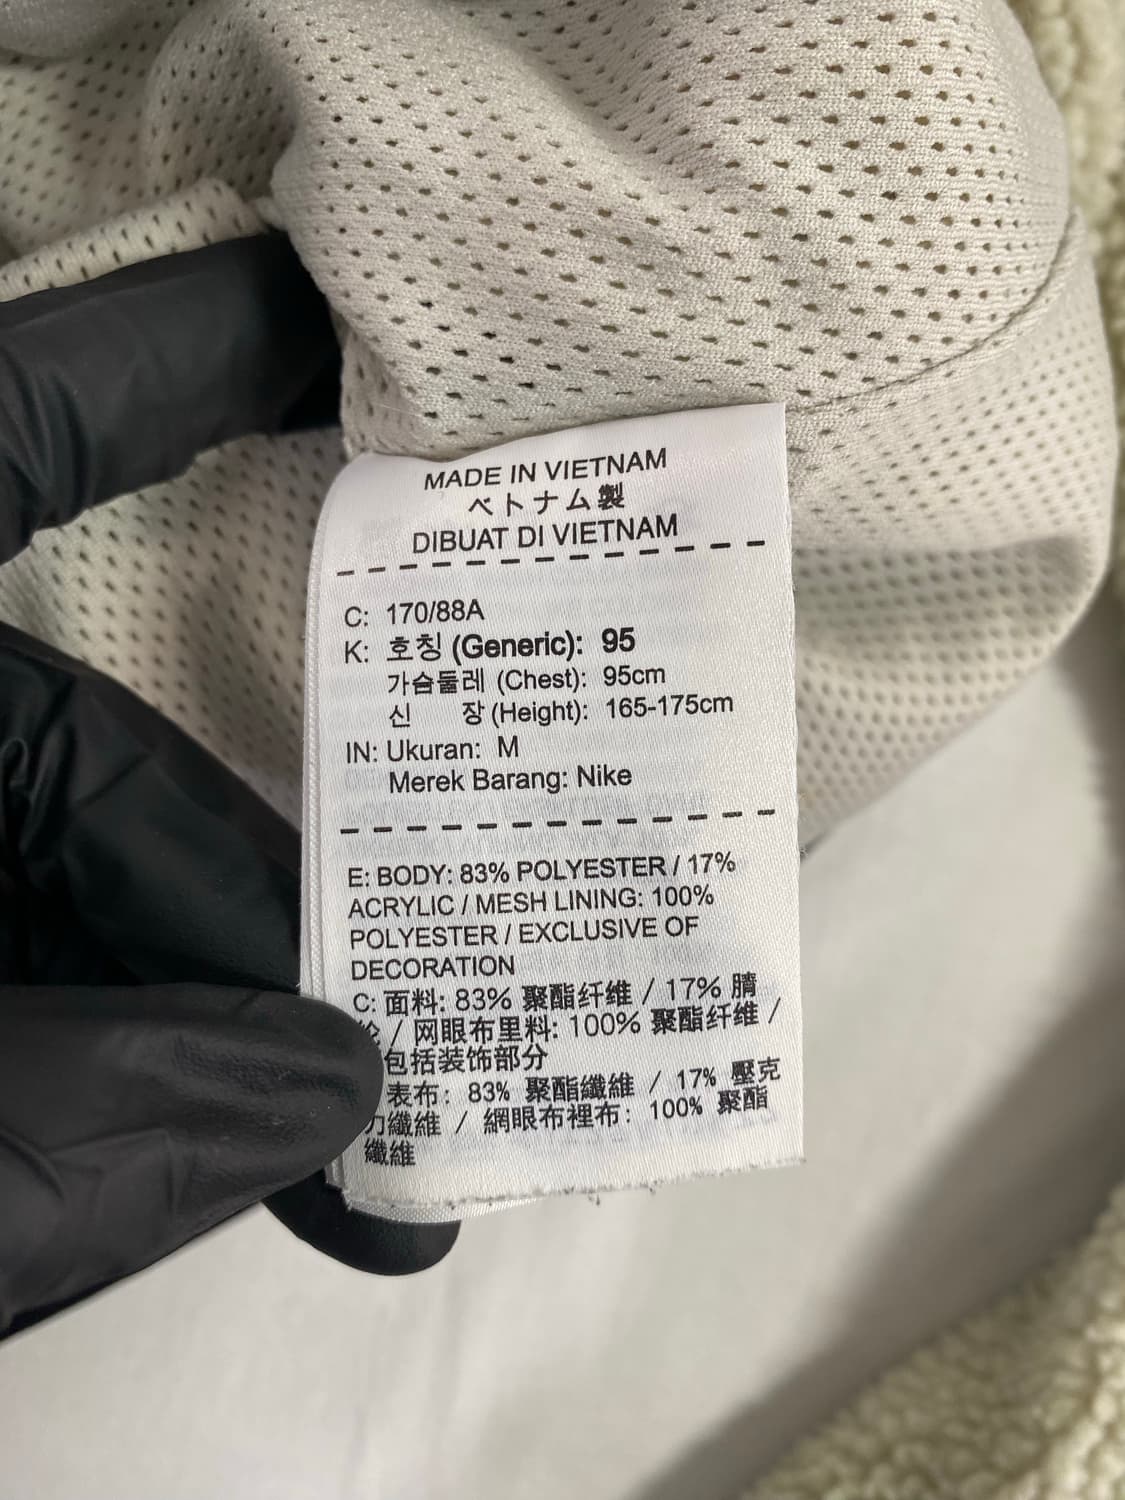 MADE IN VIETNAM
ベトナム製
DIBUAT DI VIETNAM
C: 170/88A
K: 호칭 (Generic): 95
가슴둘레 (Chest): 95cm
신 장 (Height): 165-175cm
IN: Ukuran: M
Merek Barang: Nike
E: BODY: 83% POLYESTER / 17%
ACRYLIC / MESH LINING: 100%
POLYESTER / EXCLUSIVE OF
DECORATION
C: 面料: 83% 聚酯纤维 / 17% 腈
/ 网眼布里料: 100% 聚酯纤维 /
包括装饰部分
表布: 83% 聚酯纖維 / 17% 壓克
力纖維 / 網眼布裡布: 100% 聚酯
纖維